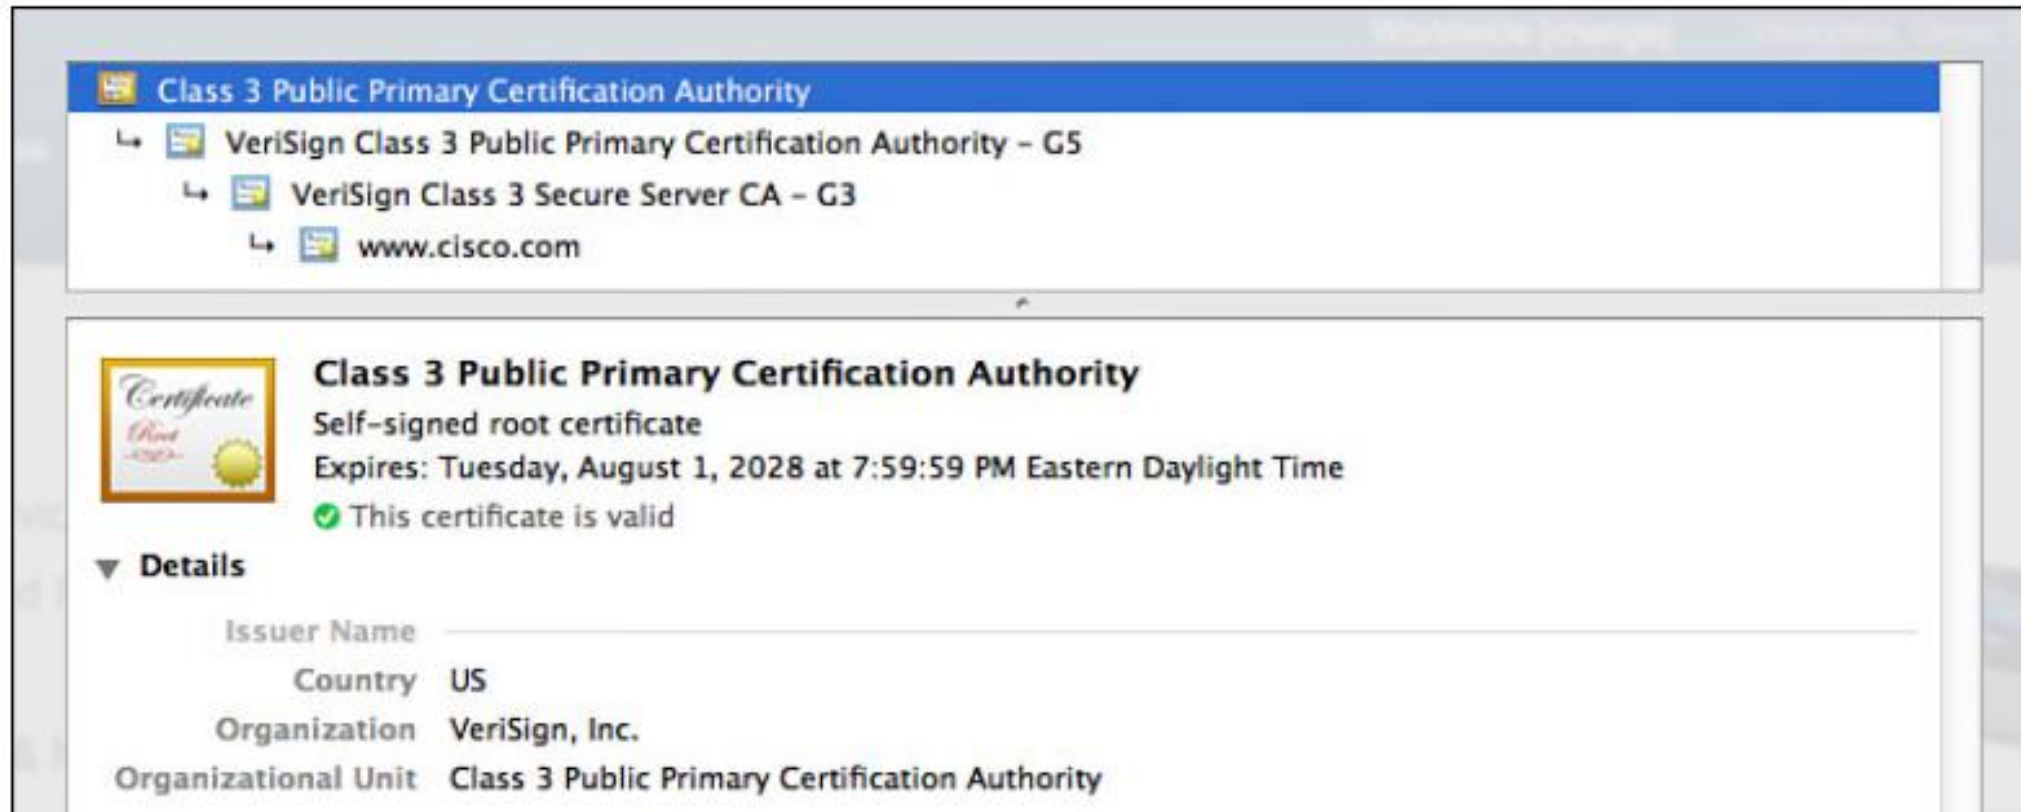 Class 3 Public Primary Certification Authority
VeriSign Class 3 Public Primary Certification Authority – G5
VeriSign Class 3 Secure Server CA – G3
www.cisco.com
Certificate
Root
Class 3 Public Primary Certification Authority
Self-signed root certificate
Expires: Tuesday, August 1, 2028 at 7:59:59 PM Eastern Daylight Time
This certificate is valid
Details
Issuer Name
Country US
Organization VeriSign, Inc.
Organizational Unit Class 3 Public Primary Certification Authority